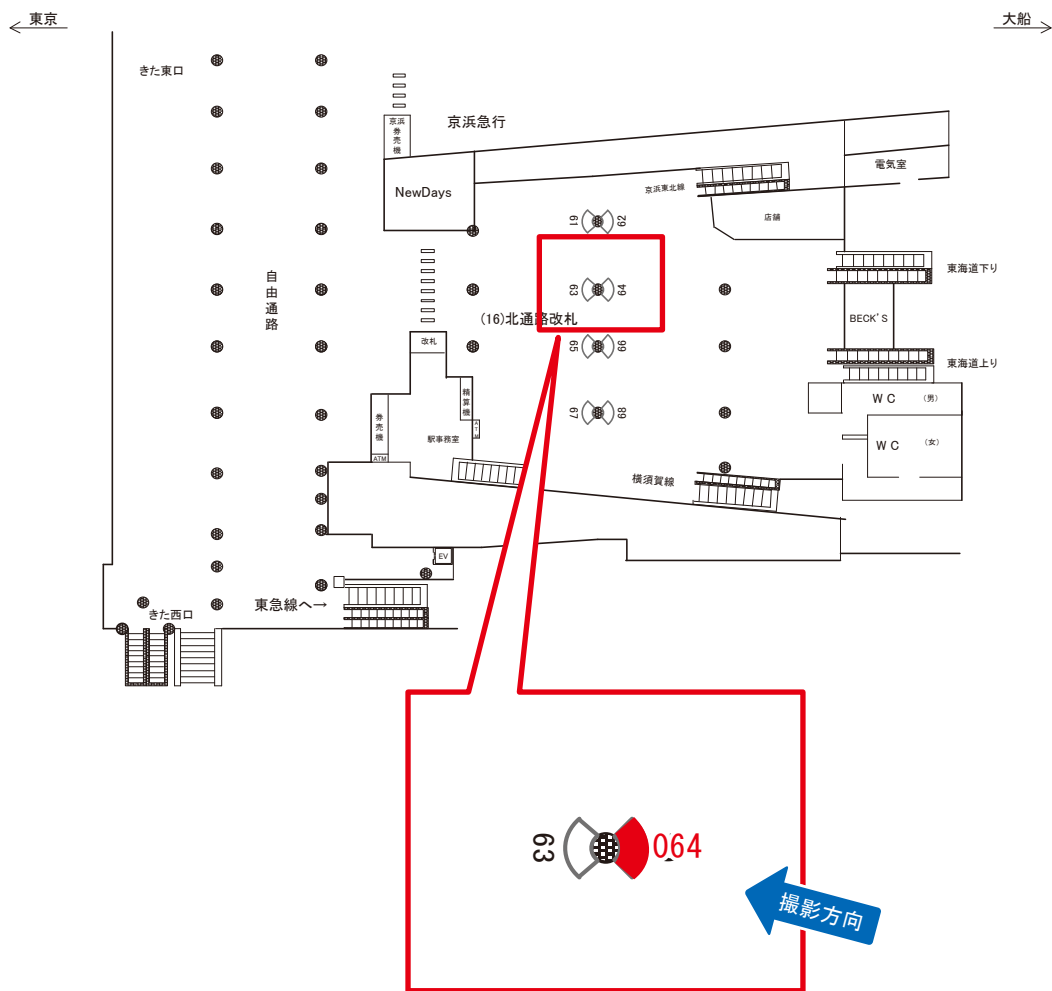 東京
大船
きた東口
京浜急行
京浜
券売機
NewDays
電気室
京浜東北線
店舗
61
62
自由通路
63
64
東海道下り
(16)北通路改札
BECK'S
改札
65
66
東海道上り
精算機
WC (男)
券売機
67
68
ATM
駅事務室
WC (女)
ATM
横須賀線
EV
東急線へ→
きた西口
63
064
撮影方向